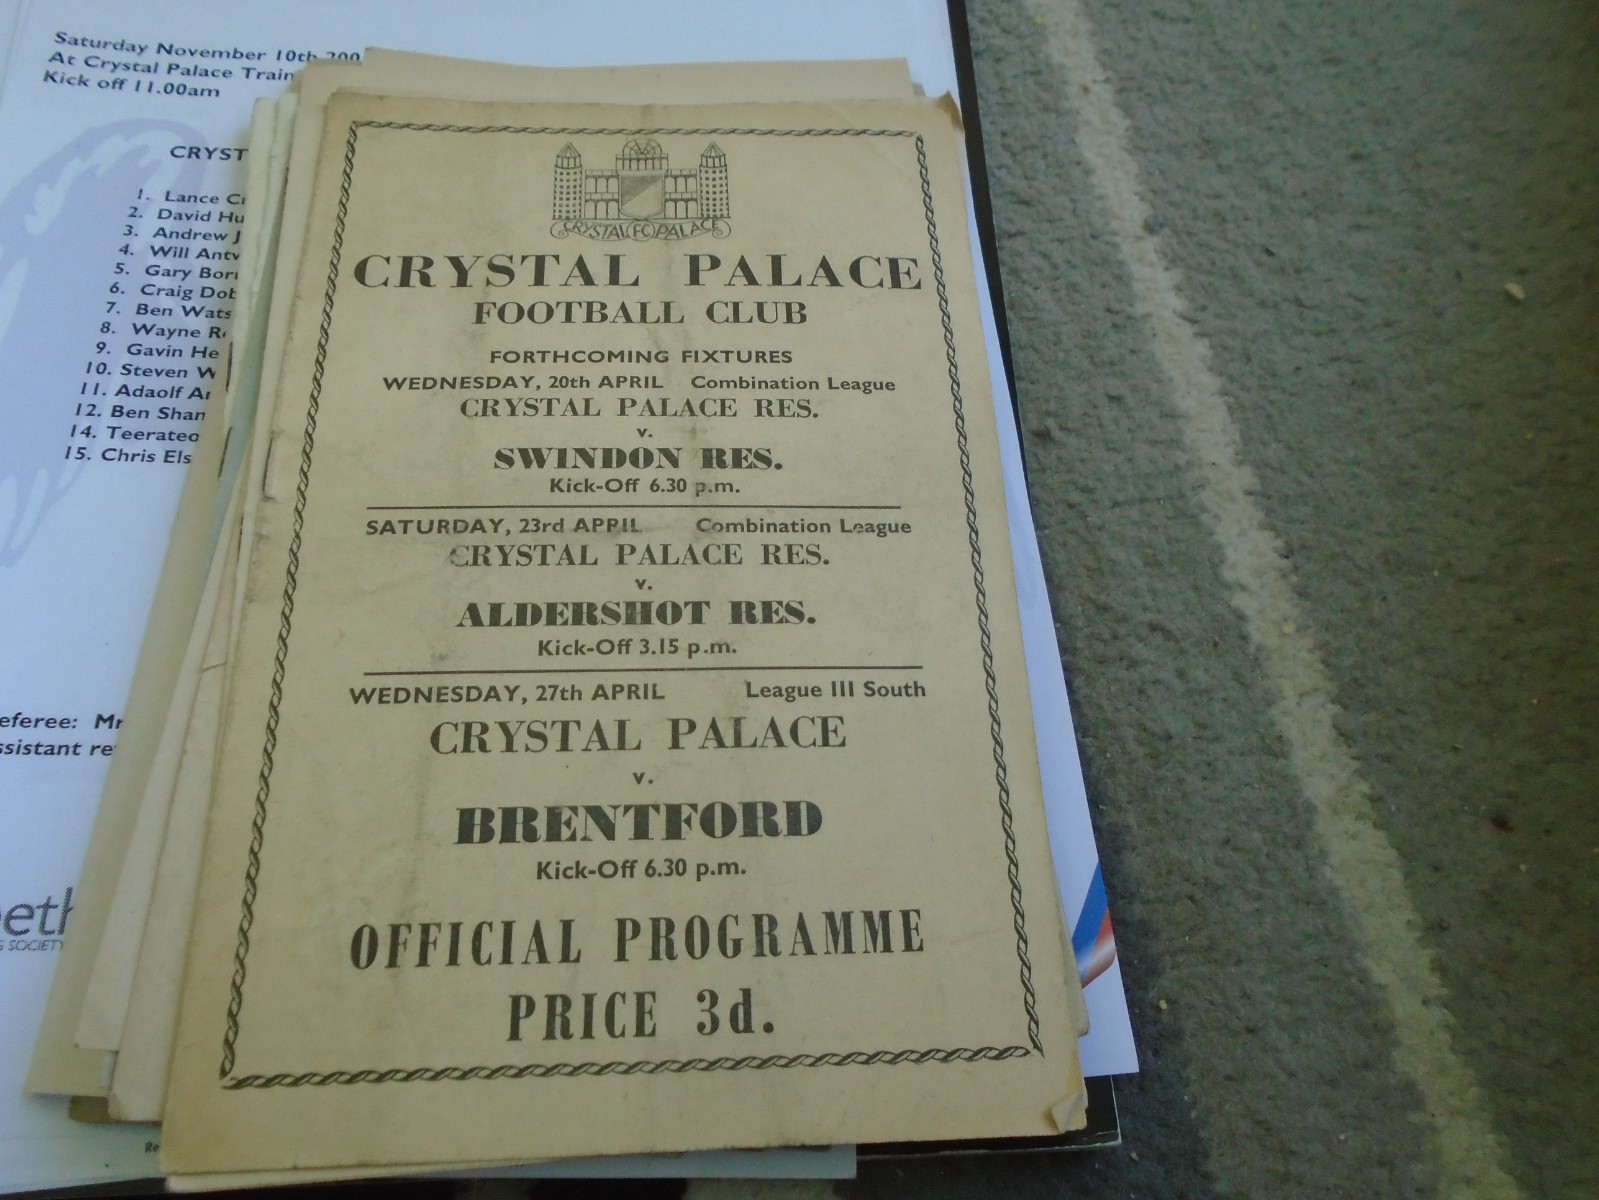 Saturday November 10th
At Crystal Palace
Kick off 11.00am
1. Lance
2. David
3. Andrew
4. Will
5. Gary
6. Craig
7. Ben
8. Wayne
9. Gavin
10. Steven
11. Adaolf
12. Ben
14.
15. Chris
Mr
SOCIETY
CRYSTAL FC PALACE
CRYSTAL PALACE
FOOTBALL CLUB
FORTHCOMING FIXTURES
WEDNESDAY, 20th APRIL Combination League
CRYSTAL PALACE RES.
v.
SWINDON RES.
Kick-Off 6.30 p.m.
SATURDAY, 23rd APRIL Combination League
CRYSTAL PALACE RES.
v.
ALDERSHOT RES.
Kick-Off 3.15 p.m.
WEDNESDAY, 27th APRIL League III South
CRYSTAL PALACE
v.
BRENTFORD
Kick-Off 6.30 p.m.
OFFICIAL PROGRAMME
PRICE 3d.